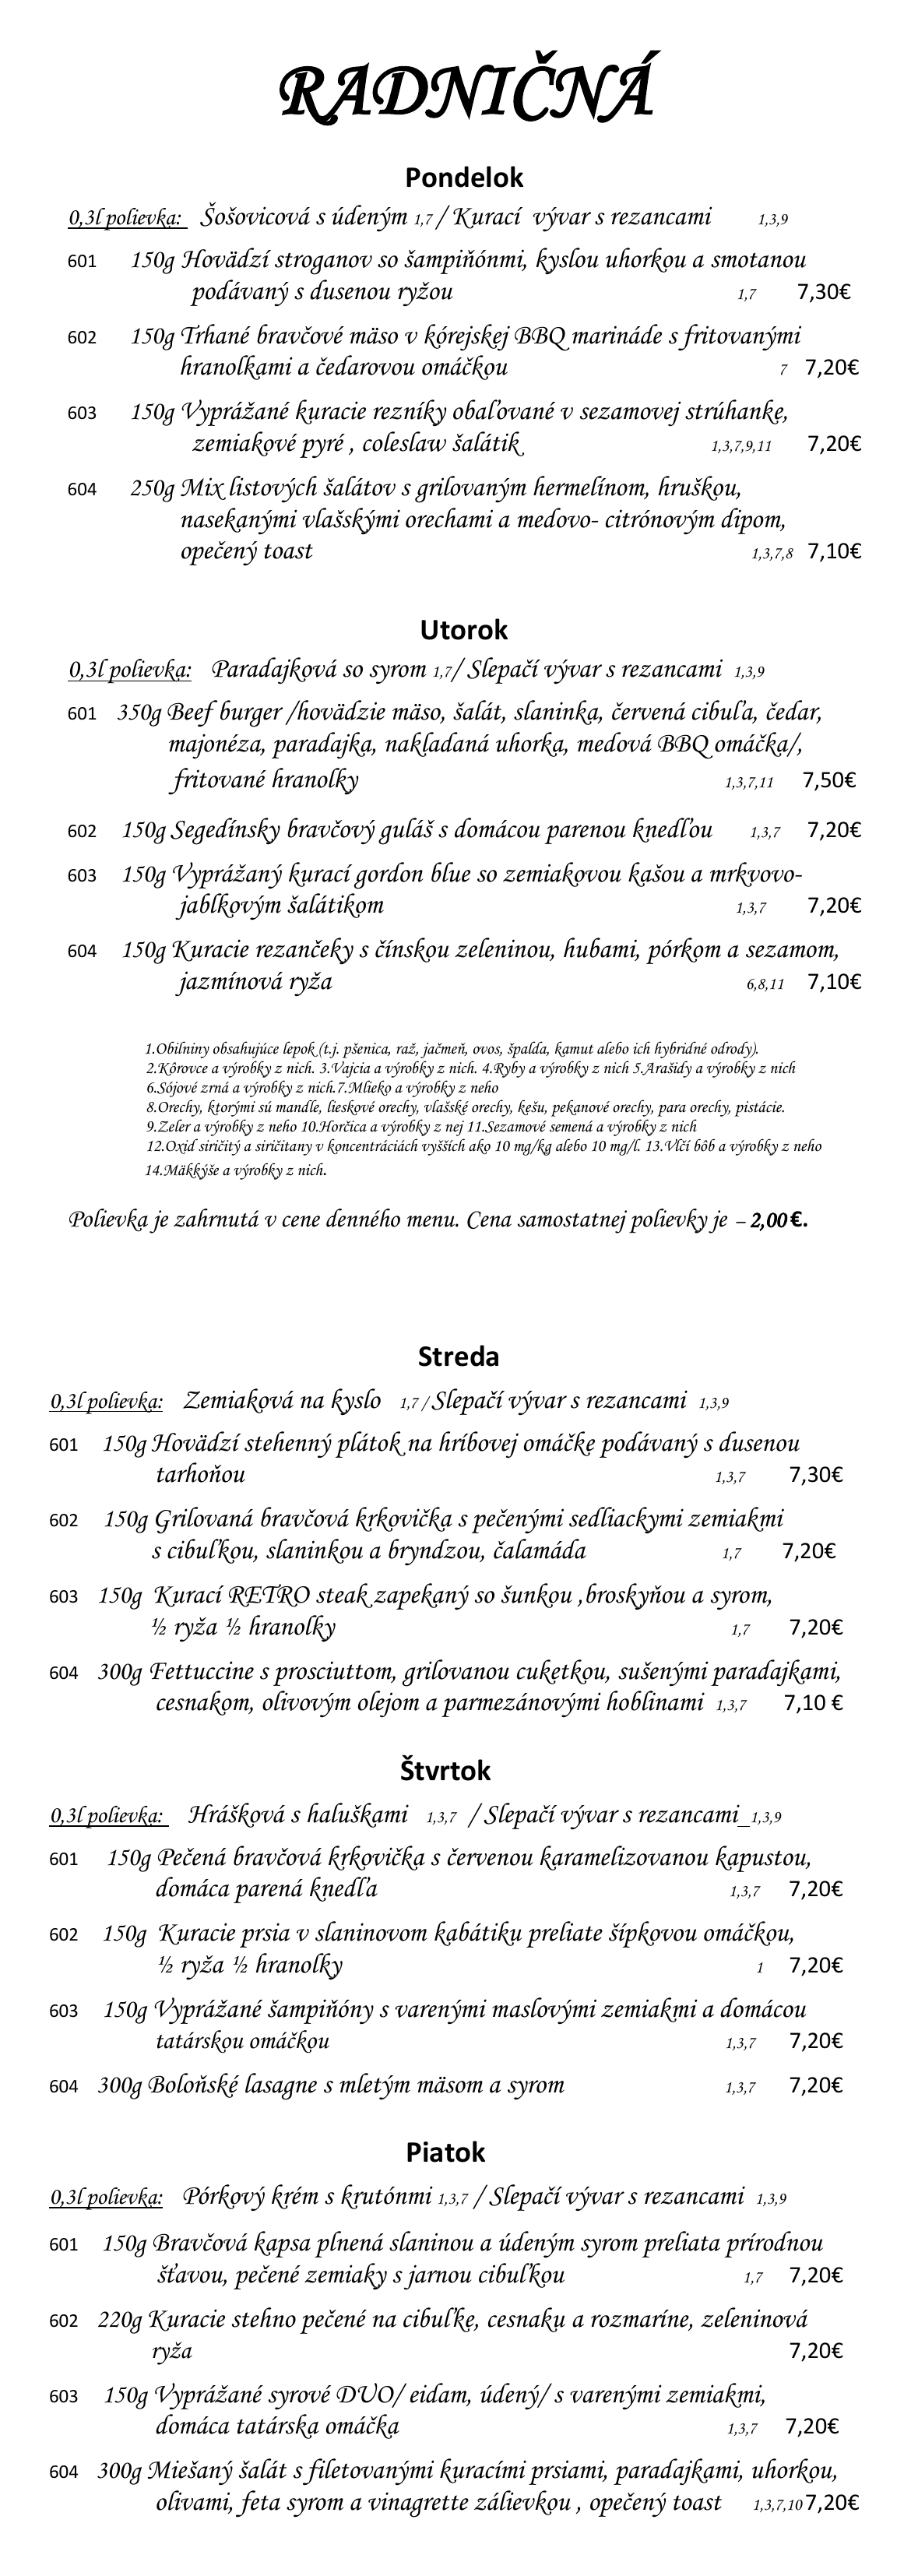 RADNIČNÁ
Pondelok
0,3l polievka: Šošovicová s údeným 1,7 / Kurací vývar s rezancami 1,3,9
601 150g Hovädzí stroganov so šampiňónmi, kyslou uhorkou a smotanou
podávaný s dusenou ryžou 1,7 7,30€
602 150g Trhané bravčové mäso v kórejskej BBQ marináde s fritovanými
hranolkami a čedarovou omáčkou 7 7,20€
603 150g Vyprážané kuracie rezníky obaľované v sezamovej strúhanke,
zemiakové pyré , coleslaw šalátik 1,3,7,9,11 7,20€
604 250g Mix listových šalátov s grilovaným hermelínom, hruškou,
nasekanými vlašskými orechami a medovo- citrónovým dipom,
opečený toast 1,3,7,8 7,10€
Utorok
0,3l polievka: Paradajková so syrom 1,7/ Slepačí vývar s rezancami 1,3,9
601 350g Beef burger /hovädzie mäso, šalát, slaninka, červená cibuľa, čedar,
majonéza, paradajka, nakladaná uhorka, medová BBQ omáčka/,
fritované hranolky 1,3,7,11 7,50€
602 150g Segedínsky bravčový guláš s domácou parenou knedľou 1,3,7 7,20€
603 150g Vyprážaný kurací gordon blue so zemiakovou kašou a mrkvovo-
jablkovým šalátikom 1,3,7 7,20€
604 150g Kuracie rezančeky s čínskou zeleninou, hubami, pórkom a sezamom,
jazmínová ryža 6,8,11 7,10€
1.Obilniny obsahujúce lepok (t.j. pšenica, raž, jačmeň, ovos, špalda, kamut alebo ich hybridné odrody).
2.Kôrovce a výrobky z nich. 3.Vajcia a výrobky z nich. 4.Ryby a výrobky z nich 5.Arašidy a výrobky z nich
6.Sójové zrná a výrobky z nich.7.Mlieko a výrobky z neho
8.Orechy, ktorými sú mandle, lieskové orechy, vlašské orechy, kešu, pekanové orechy, para orechy, pistácie.
9.Zeler a výrobky z neho 10.Horčica a výrobky z nej 11.Sezamové semená a výrobky z nich
12.Oxid siričitý a siričitany v koncentráciách vyšších ako 10 mg/kg alebo 10 mg/l. 13.Vlčí bôb a výrobky z neho
14.Mäkkýše a výrobky z nich.
Polievka je zahrnutá v cene denného menu. Cena samostatnej polievky je – 2,00€.
Streda
0,3l polievka: Zemiaková na kyslo 1,7 / Slepačí vývar s rezancami 1,3,9
601 150g Hovädzí stehenný plátok na hríbovej omáčke podávaný s dusenou
tarhoňou 1,3,7 7,30€
602 150g Grilovaná bravčová krkovička s pečenými sedliackymi zemiakmi
s cibuľkou, slaninkou a bryndzou, čalamáda 1,7 7,20€
603 150g Kurací RETRO steak zapekaný so šunkou ,broskyňou a syrom,
½ ryža ½ hranolky 1,7 7,20€
604 300g Fettuccine s prosciuttom, grilovanou cuketkou, sušenými paradajkami,
cesnakom, olivovým olejom a parmezánovými hoblinami 1,3,7 7,10 €
Štvrtok
0,3l polievka: Hrášková s haluškami 1,3,7 / Slepačí vývar s rezancami_1,3,9
601 150g Pečená bravčová krkovička s červenou karamelizovanou kapustou,
domáca parená knedľa 1,3,7 7,20€
602 150g Kuracie prsia v slaninovom kabátiku preliate šípkovou omáčkou,
½ ryža ½ hranolky 1 7,20€
603 150g Vyprážané šampiňóny s varenými maslovými zemiakmi a domácou
tatárskou omáčkou 1,3,7 7,20€
604 300g Boloňské lasagne s mletým mäsom a syrom 1,3,7 7,20€
Piatok
0,3l polievka: Pórkový krém s krutónmi 1,3,7 / Slepačí vývar s rezancami 1,3,9
601 150g Bravčová kapsa plnená slaninou a údeným syrom preliata prírodnou
šťavou, pečené zemiaky s jarnou cibuľkou 1,7 7,20€
602 220g Kuracie stehno pečené na cibuľke, cesnaku a rozmaríne, zeleninová
ryža 7,20€
603 150g Vyprážané syrové DUO/ eidam, údený/ s varenými zemiakmi,
domáca tatárska omáčka 1,3,7 7,20€
604 300g Miešaný šalát s filetovanými kuracími prsiami, paradajkami, uhorkou,
olivami, feta syrom a vinagrette zálievkou , opečený toast 1,3,7,10 7,20€